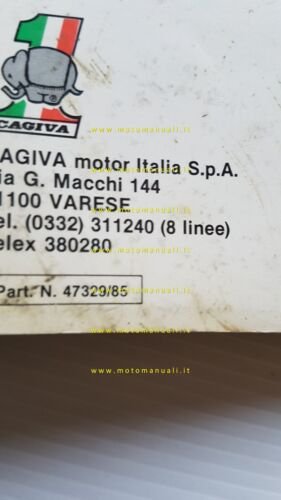 1
CAGIVA
www.motomanuali.it
AGIVA motor Italia S.p.A.
ia G. Macchi 144
1100 VARESE
el. (0332) 311240 (8 linee)
elex 380280
www.motomanuali.it
Part. N. 47329/85
www.motomanuali.it